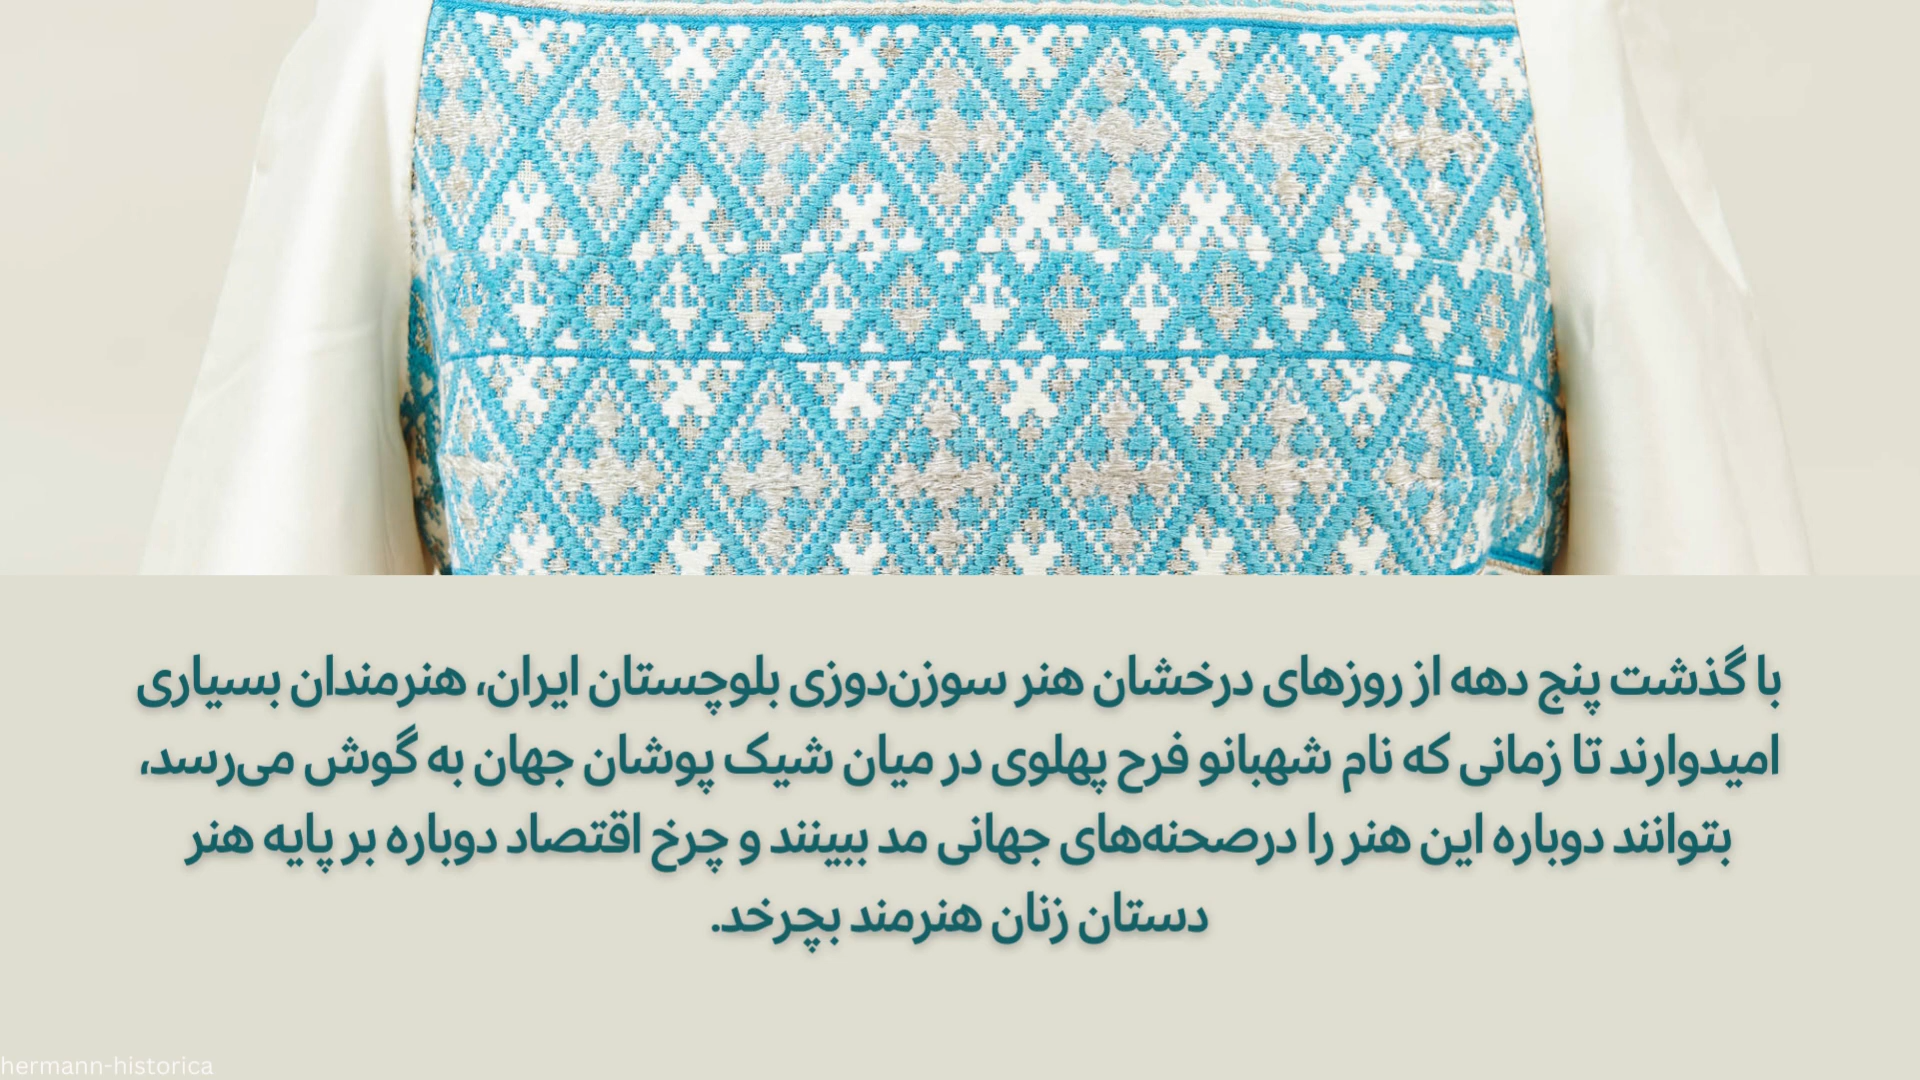 با گذشت پنج دهه از روزهای درخشان هنر سوزن‌دوزی بلوچستان ایران، هنرمندان بسیاری
امیدوارند تا زمانی که نام شهبانو فرح پهلوی در میان شیک پوشان جهان به گوش می‌رسد،
بتوانند دوباره این هنر را درصحنه‌های جهانی مد ببینند و چرخ اقتصاد دوباره بر پایه هنر
دستان زنان هنرمند بچرخد.
hermann-historica